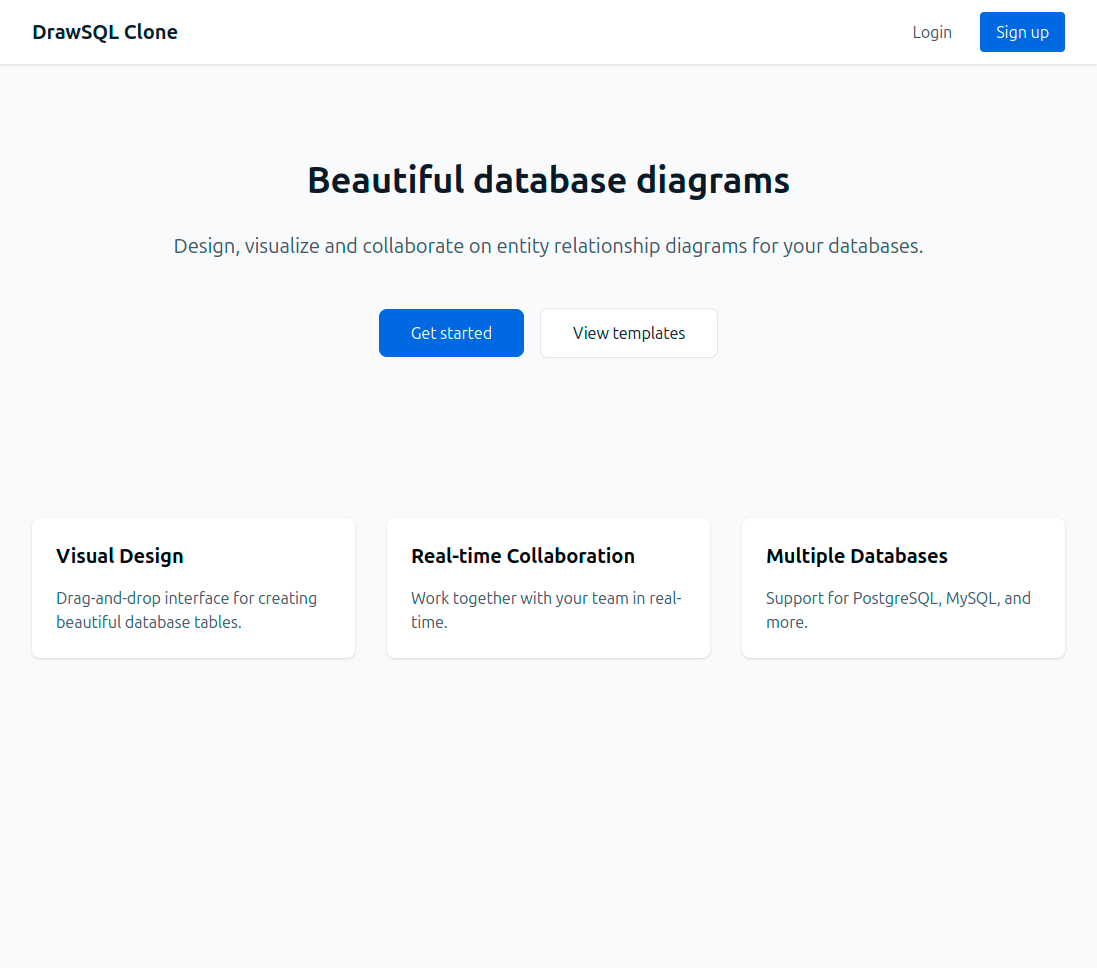 DrawSQL Clone
Login
Sign up
Beautiful database diagrams
Design, visualize and collaborate on entity relationship diagrams for your databases.
Get started
View templates
Visual Design
Drag-and-drop interface for creating
beautiful database tables.
Real-time Collaboration
Work together with your team in real-
time.
Multiple Databases
Support for PostgreSQL, MySQL, and
more.